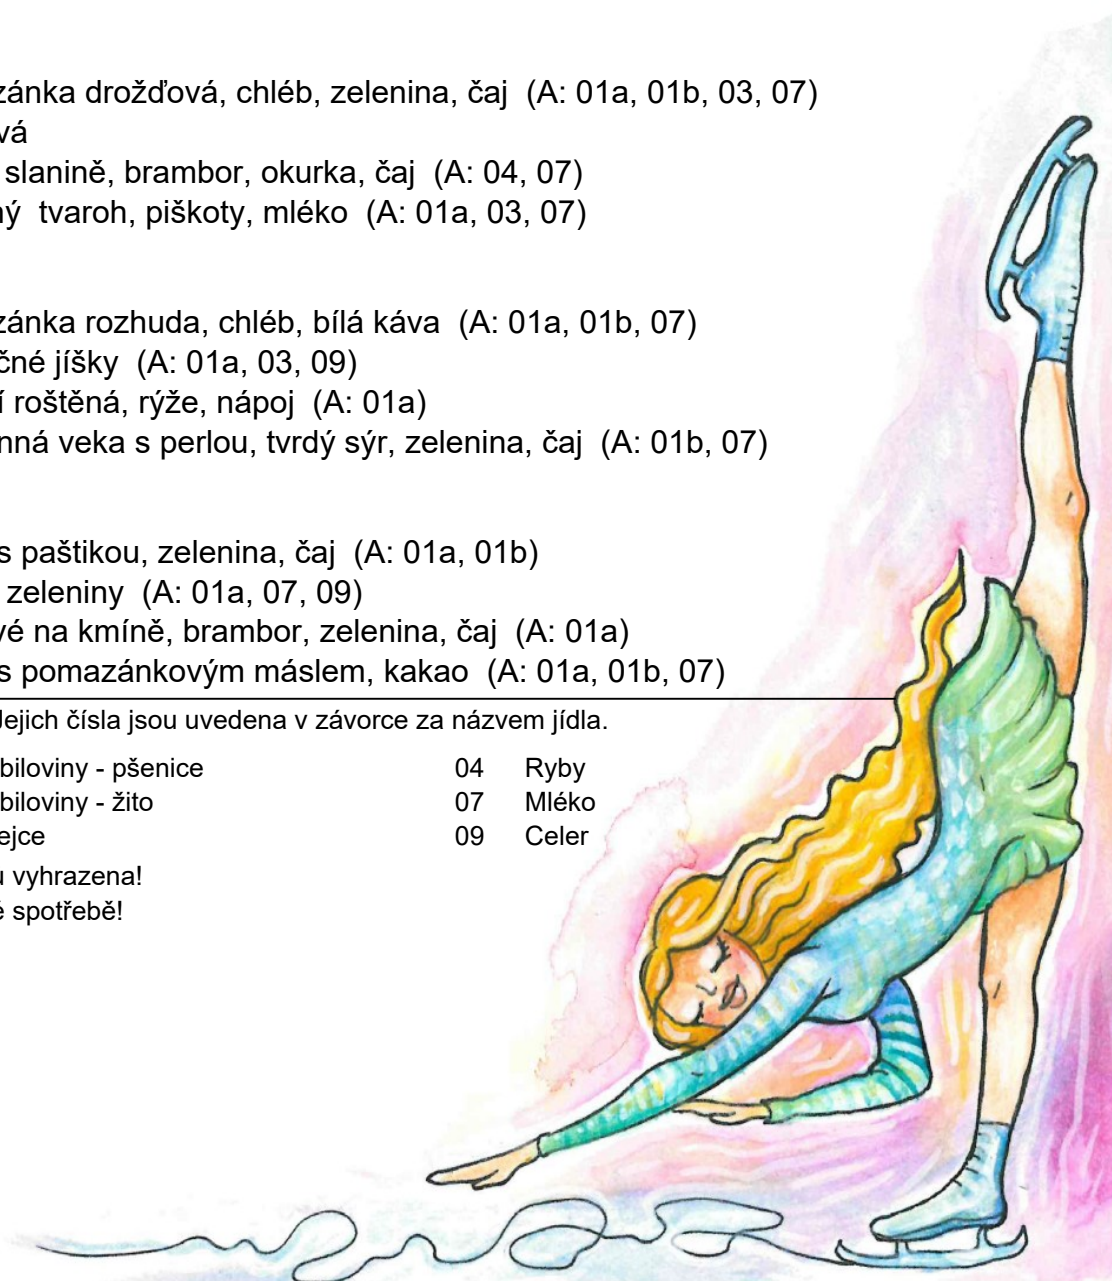 zánka drožďová, chléb, zelenina, čaj (A: 01a, 01b, 03, 07)
vá
slanině, brambor, okurka, čaj (A: 04, 07)
ný tvaroh, piškoty, mléko (A: 01a, 03, 07)
zánka rozhuda, chléb, bílá káva (A: 01a, 01b, 07)
čné jíšky (A: 01a, 03, 09)
í roštěná, rýže, nápoj (A: 01a)
nná veka s perlou, tvrdý sýr, zelenina, čaj (A: 01b, 07)
s paštikou, zelenina, čaj (A: 01a, 01b)
zeleniny (A: 01a, 07, 09)
vé na kmíně, brambor, zelenina, čaj (A: 01a)
s pomazánkovým máslem, kakao (A: 01a, 01b, 07)
Jejich čísla jsou uvedena v závorce za názvem jídla.
biloviny - pšenice 04 Ryby
biloviny - žito 07 Mléko
ejce 09 Celer
u vyhrazena!
é spotřebě!